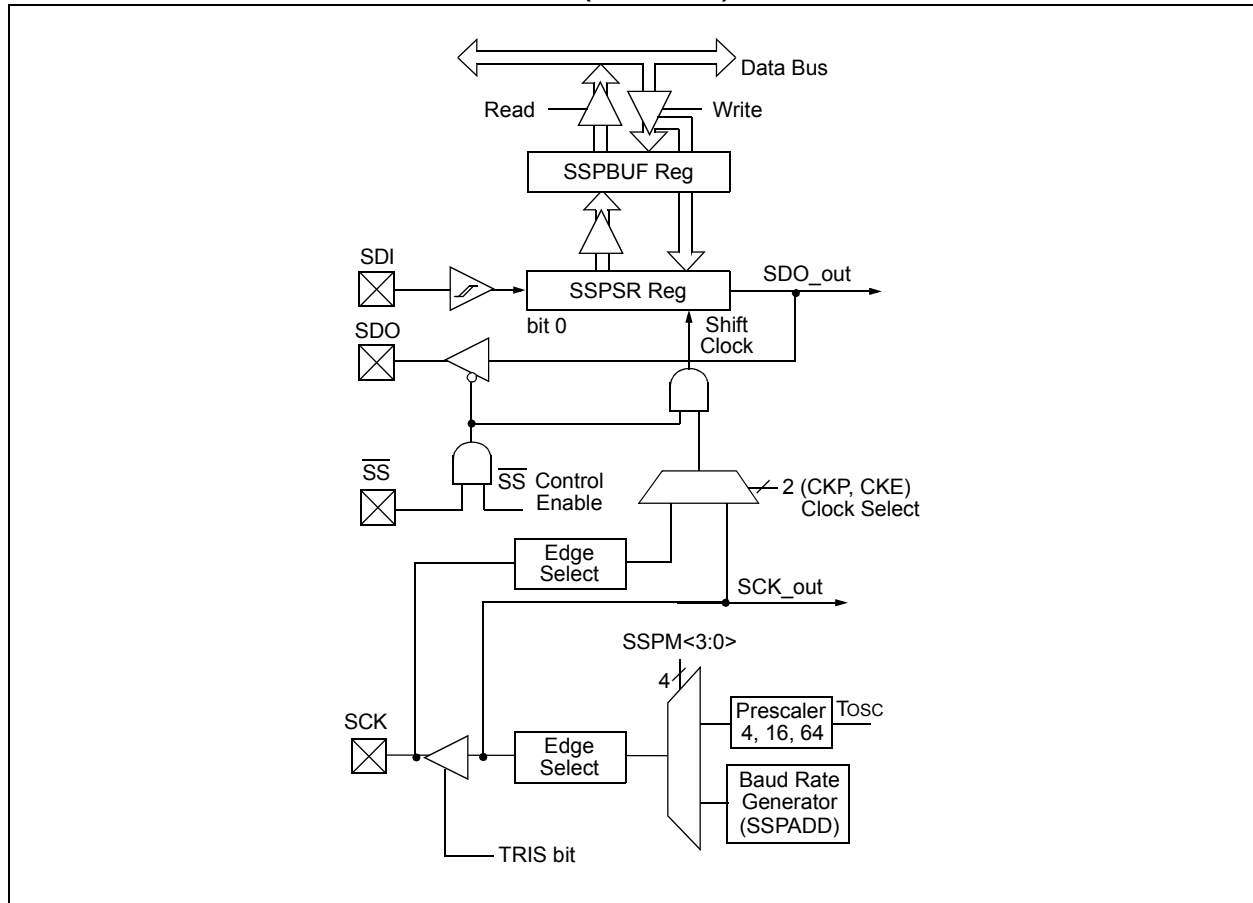 Data Bus
Read
Write
SSPBUF Reg
SDI
SDO_out
SSPSR Reg
bit 0
Shift
Clock
SDO
SS
SS Control
Enable
2 (CKP, CKE)
Clock Select
Edge
Select
SCK_out
SSPM<3:0>
4
SCK
Prescaler
4, 16, 64
TOSC
Edge
Select
Baud Rate
Generator
(SSPADD)
TRIS bit